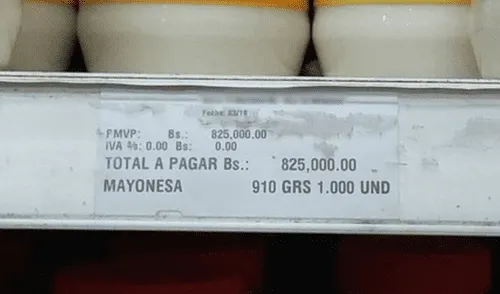 Fecha: 03/18
PMVP: Bs.: 825,000.00
IVA %: 0.00 Bs: 0.00
TOTAL A PAGAR Bs.: 825,000.00
MAYONESA 910 GRS 1.000 UND